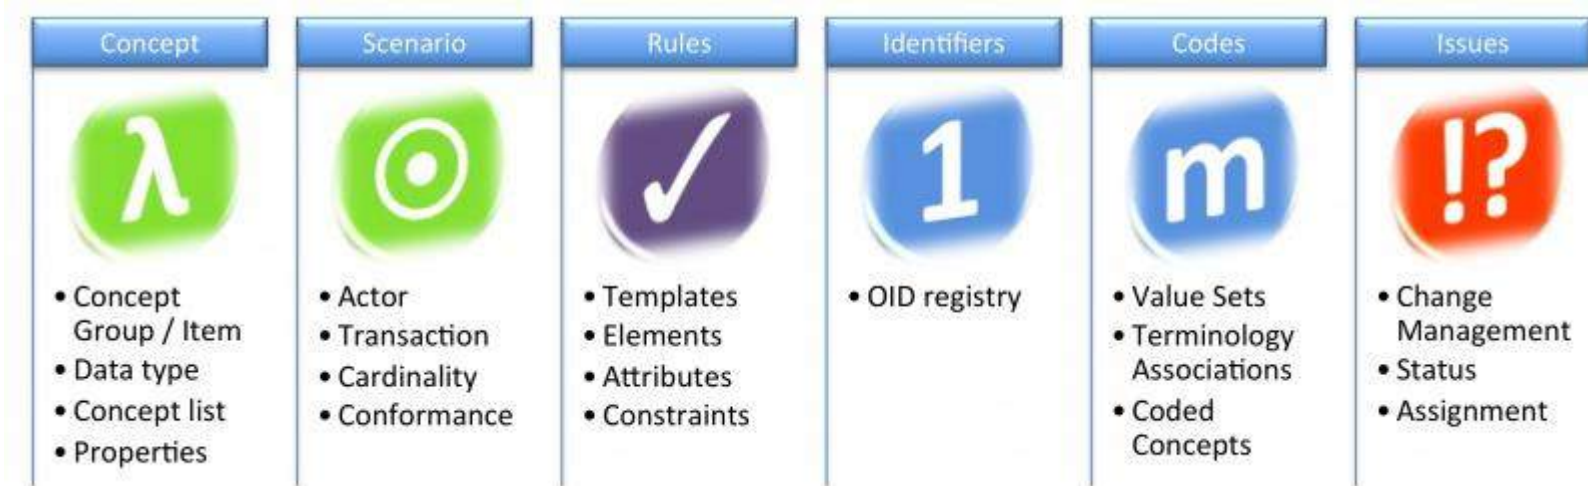 Concept
λ
• Concept
Group / Item
• Data type
• Concept list
• Properties
Scenario
• Actor
• Transaction
• Cardinality
• Conformance
Rules
✓
• Templates
• Elements
• Attributes
• Constraints
Identifiers
1
• OID registry
Codes
m
• Value Sets
• Terminology
Associations
• Coded
Concepts
Issues
!?
• Change
Management
• Status
• Assignment